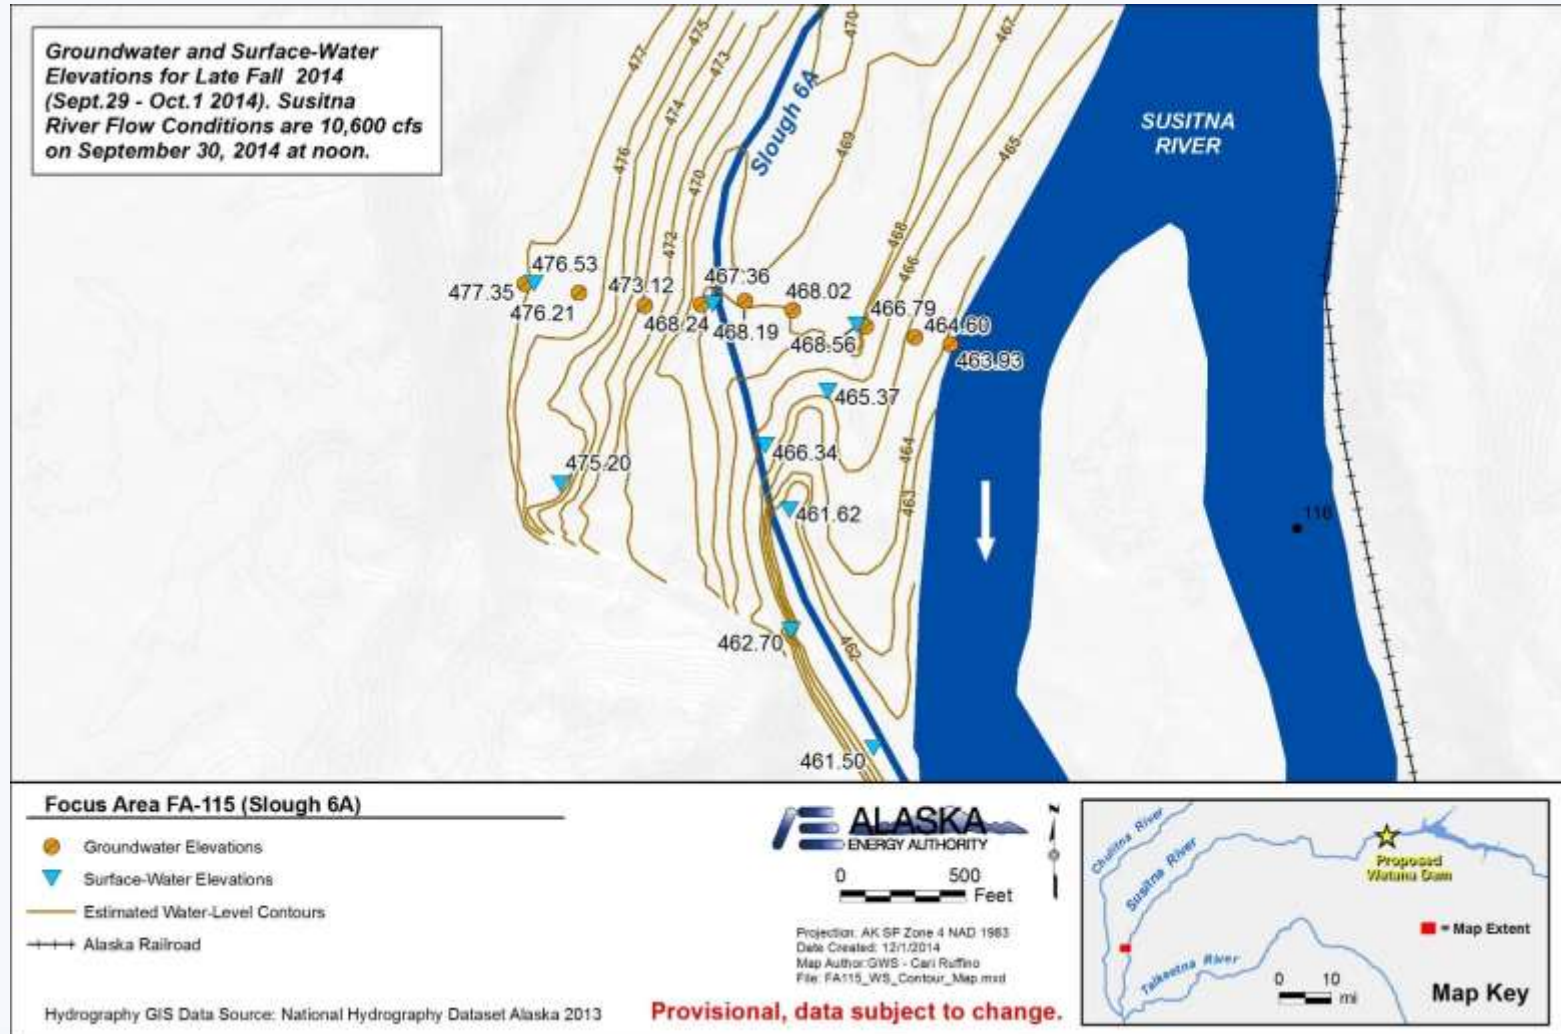 Groundwater and Surface-Water
Elevations for Late Fall 2014
(Sept.29 - Oct.1 2014). Susitna
River Flow Conditions are 10,600 cfs
on September 30, 2014 at noon.
477
475
473
474
476
470
472
Slough 6A
470
469
467
465
468
466
SUSITNA
RIVER
476.53
477.35
476.21
473.12
467.36
468.24
468.19
468.02
466.79
468.56
464.60
463.93
465.37
466.34
464
475.20
461.62
463
116
462.70
462
461.50
Focus Area FA-115 (Slough 6A)
Groundwater Elevations
Surface-Water Elevations
Estimated Water-Level Contours
Alaska Railroad
Hydrography GIS Data Source: National Hydrography Dataset Alaska 2013
ALASKA
ENERGY AUTHORITY
N
0 500
Feet
Projection: AK SP Zone 4 NAD 1983
Date Created: 12/1/2014
Map Author:GWS - Cari Ruffino
File: FA115_WS_Contour_Map.mxd
Provisional, data subject to change.
Chulitna River
Susitna River
Proposed
Watana Dam
= Map Extent
Talkeetna River
0 10
mi
Map Key